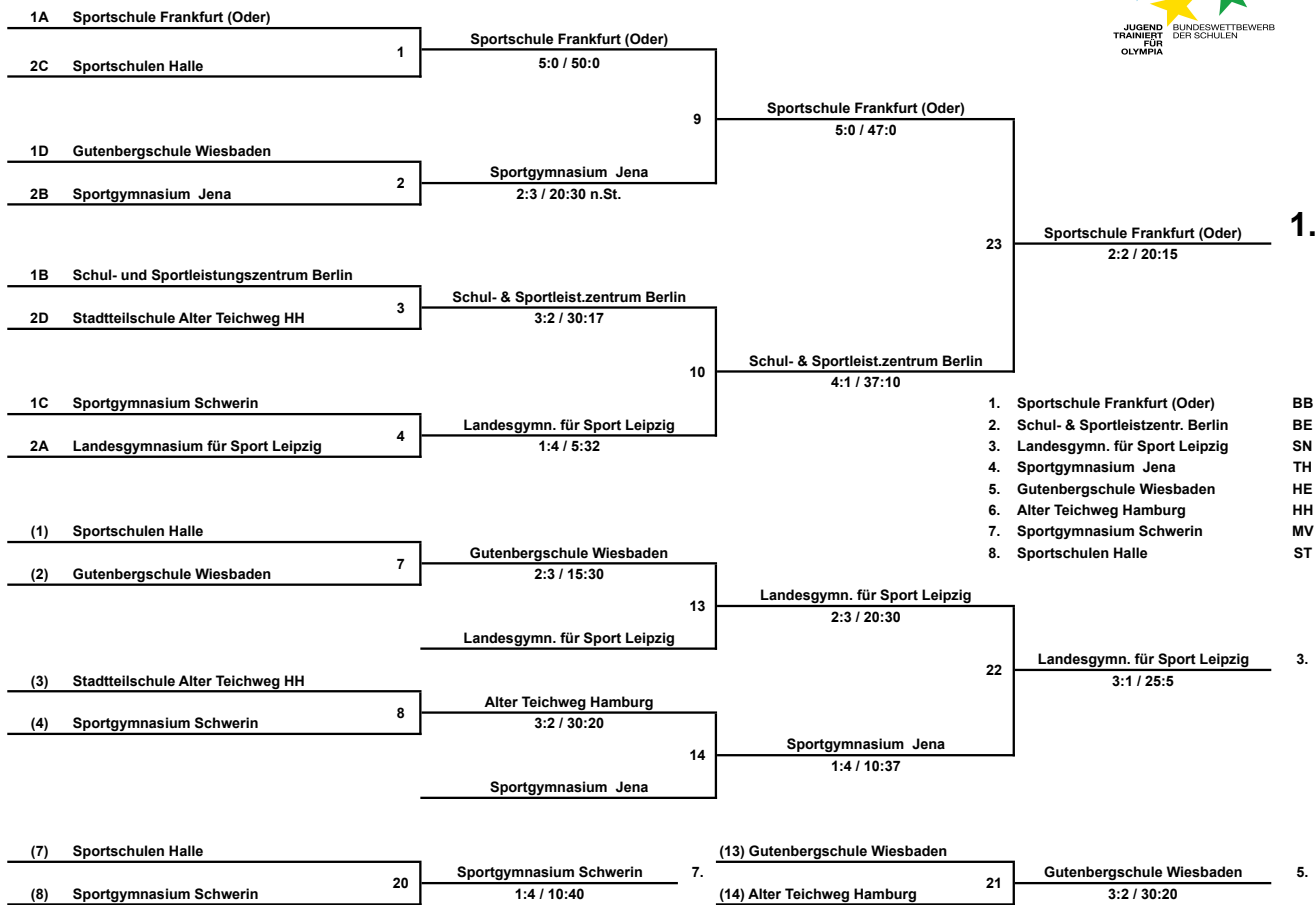 JUGEND TRAINIERT FÜR OLYMPIA
BUNDESWETTBEWERB DER SCHULEN
1A Sportschule Frankfurt (Oder)
1
2C Sportschulen Halle
Sportschule Frankfurt (Oder)
5:0 / 50:0
9
1D Gutenbergschule Wiesbaden
2
2B Sportgymnasium Jena
Sportgymnasium Jena
2:3 / 20:30 n.St.
Sportschule Frankfurt (Oder)
5:0 / 47:0
23
Sportschule Frankfurt (Oder)
2:2 / 20:15
1.
1B Schul- und Sportleistungszentrum Berlin
3
2D Stadtteilschule Alter Teichweg HH
Schul- & Sportleist.zentrum Berlin
3:2 / 30:17
10
1C Sportgymnasium Schwerin
4
2A Landesgymnasium für Sport Leipzig
Landesgymn. für Sport Leipzig
1:4 / 5:32
Schul- & Sportleist.zentrum Berlin
4:1 / 37:10
1. Sportschule Frankfurt (Oder) BB
2. Schul- & Sportleistzentr. Berlin BE
3. Landesgymn. für Sport Leipzig SN
4. Sportgymnasium Jena TH
5. Gutenbergschule Wiesbaden HE
6. Alter Teichweg Hamburg HH
7. Sportgymnasium Schwerin MV
8. Sportschulen Halle ST
(1) Sportschulen Halle
7
(2) Gutenbergschule Wiesbaden
Gutenbergschule Wiesbaden
2:3 / 15:30
13
Landesgymn. für Sport Leipzig
Landesgymn. für Sport Leipzig
2:3 / 20:30
22
Landesgymn. für Sport Leipzig 3.
3:1 / 25:5
(3) Stadtteilschule Alter Teichweg HH
8
(4) Sportgymnasium Schwerin
Alter Teichweg Hamburg
3:2 / 30:20
14
Sportgymnasium Jena
Sportgymnasium Jena
1:4 / 10:37
(7) Sportschulen Halle
20
(8) Sportgymnasium Schwerin
Sportgymnasium Schwerin 7.
1:4 / 10:40
(13) Gutenbergschule Wiesbaden
21
(14) Alter Teichweg Hamburg
Gutenbergschule Wiesbaden 5.
3:2 / 30:20